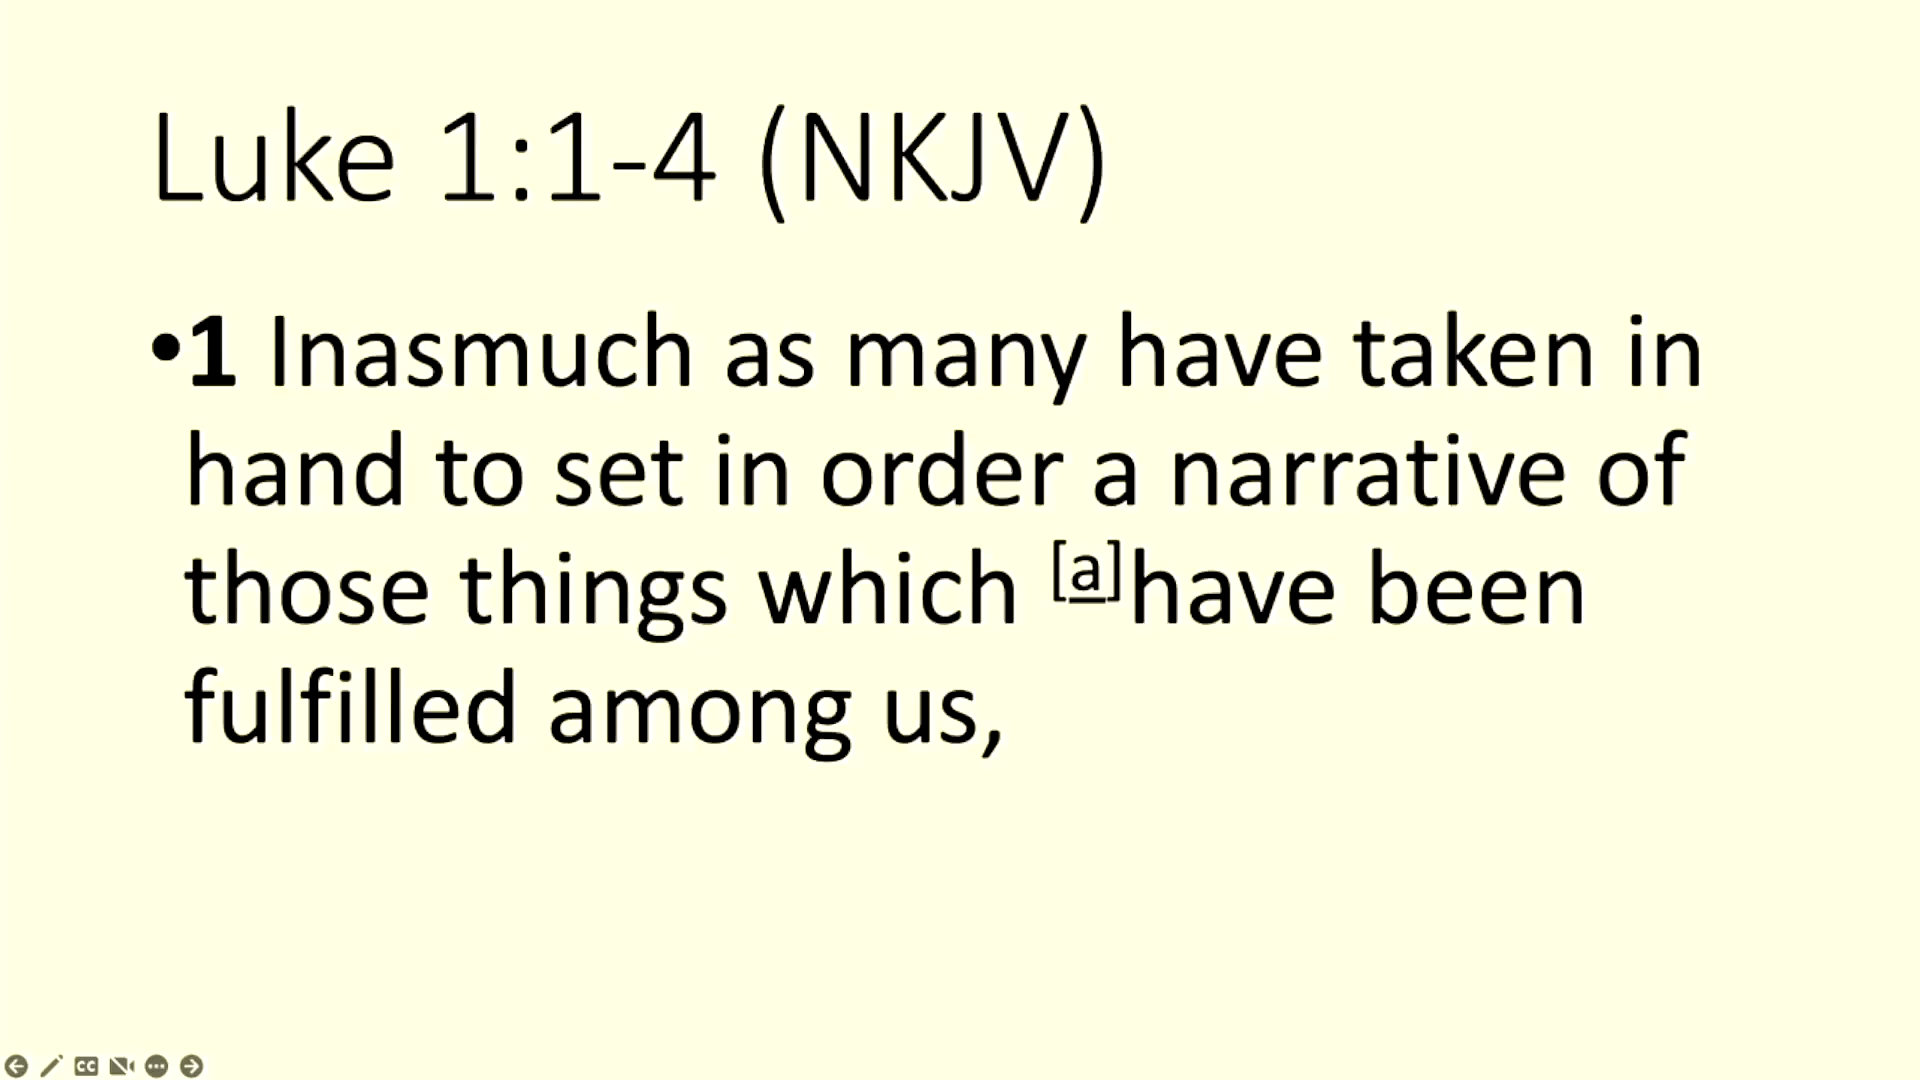 Luke 1:1-4 (NKJV)
•1 Inasmuch as many have taken in
hand to set in order a narrative of
those things which [a]have been
fulfilled among us,
CC